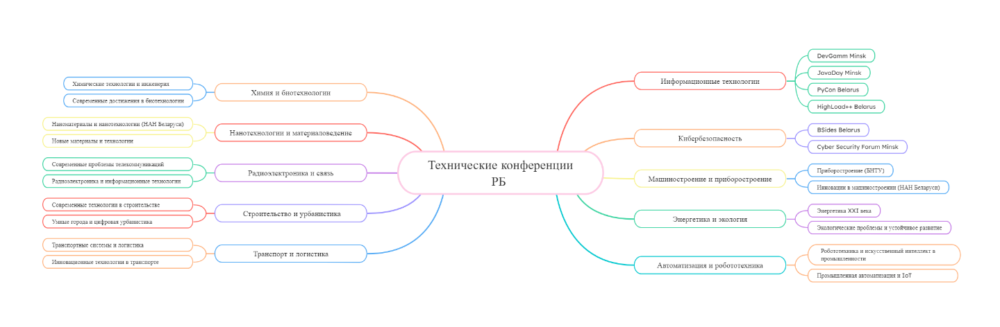 Технические конференции
РБ
Информационные технологии
DevGamm Minsk
JavaDay Minsk
PyCon Belarus
HighLoad++ Belarus
Кибербезопасность
BSides Belarus
Cyber Security Forum Minsk
Машиностроение и приборостроение
Приборостроение (БНТУ)
Инновации в машиностроении (НАН Беларуси)
Энергетика и экология
Энергетика XXI века
Экологические проблемы и устойчивое развитие
Автоматизация и робототехника
Робототехника и искусственный интеллект в
промышленности
Промышленная автоматизация и IoT
Химия и биотехнологии
Химические технологии и инженерия
Современные достижения в биотехнологии
Нанотехнологии и материаловедение
Наноматериалы и нанотехнологии (НАН Беларуси)
Новые материалы и технологии
Радиоэлектроника и связь
Современные проблемы телекоммуникаций
Радиоэлектроника и информационные технологии
Строительство и урбанистика
Современные технологии в строительстве
Умные города и цифровая урбанистика
Транспорт и логистика
Транспортные системы и логистика
Инновационные технологии в транспорте